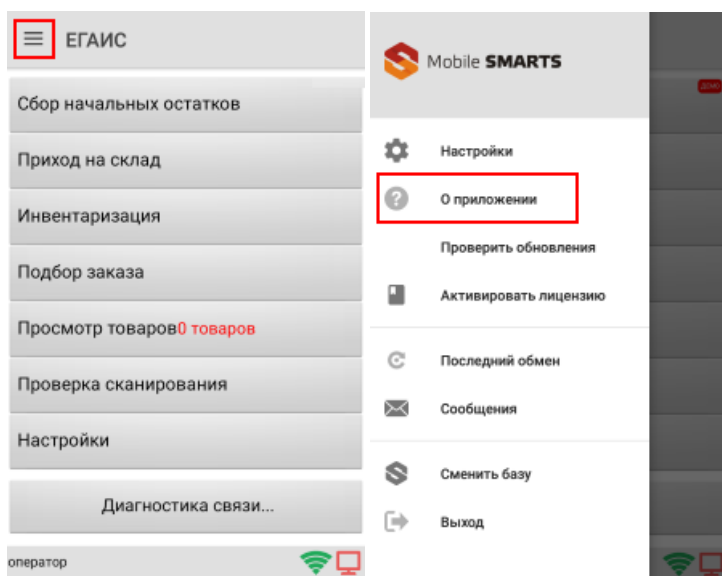 ЕГАИС
Сбор начальных остатков
Приход на склад
Инвентаризация
Подбор заказа
Просмотр товаров0 товаров
Проверка сканирования
Настройки
Диагностика связи...
оператор
Mobile SMARTS
ДЕМО
Настройки
О приложении
Проверить обновления
Активировать лицензию
Последний обмен
Сообщения
Сменить базу
Выход